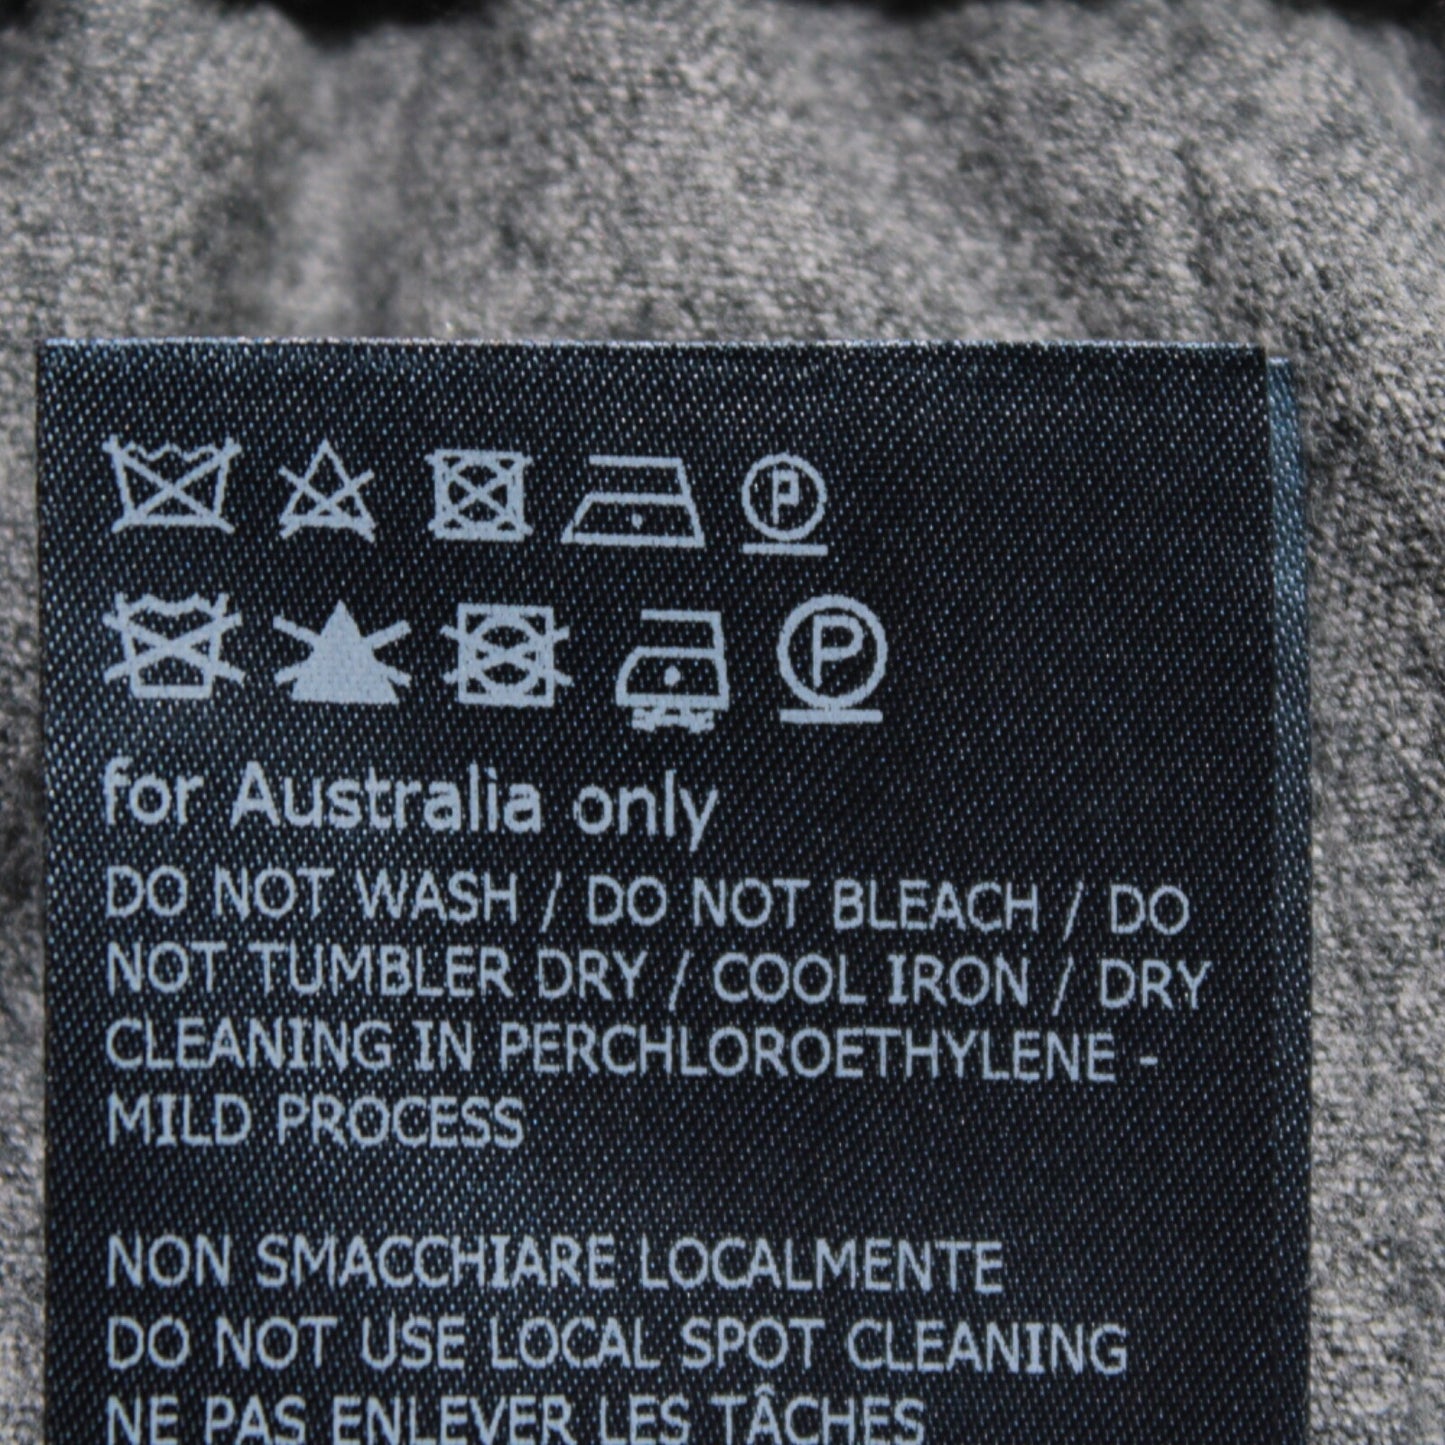 P
P
for Australia only
DO NOT WASH / DO NOT BLEACH / DO
NOT TUMBLER DRY / COOL IRON / DRY
CLEANING IN PERCHLOROETHYLENE -
MILD PROCESS
NON SMACCHIARE LOCALMENTE
DO NOT USE LOCAL SPOT CLEANING
NE PAS ENLEVER LES TÂCHES